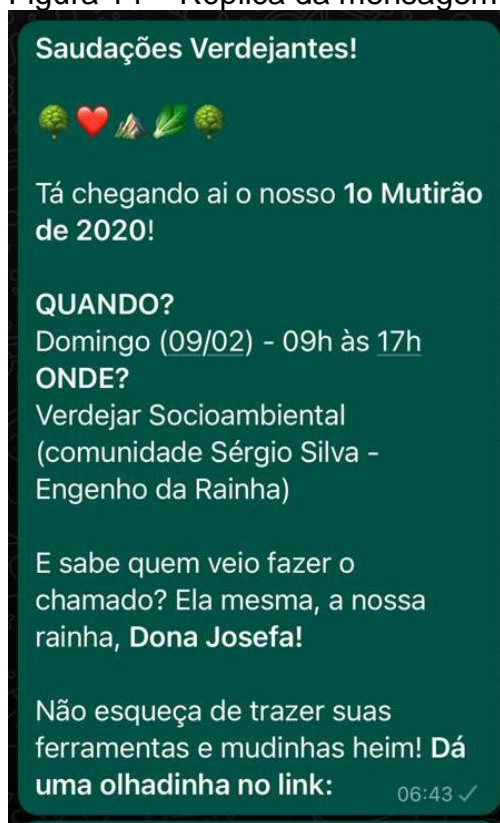 Saudações Verdejantes!
🌳❤️⛰️🥬🌳
Tá chegando ai o nosso 1o Mutirão
de 2020!
QUANDO?
Domingo (09/02) - 09h às 17h
ONDE?
Verdejar Socioambiental
(comunidade Sérgio Silva -
Engenho da Rainha)
E sabe quem veio fazer o
chamado? Ela mesma, a nossa
rainha, Dona Josefa!
Não esqueça de trazer suas
ferramentas e mudinhas heim! Dá
uma olhadinha no link:
06:43